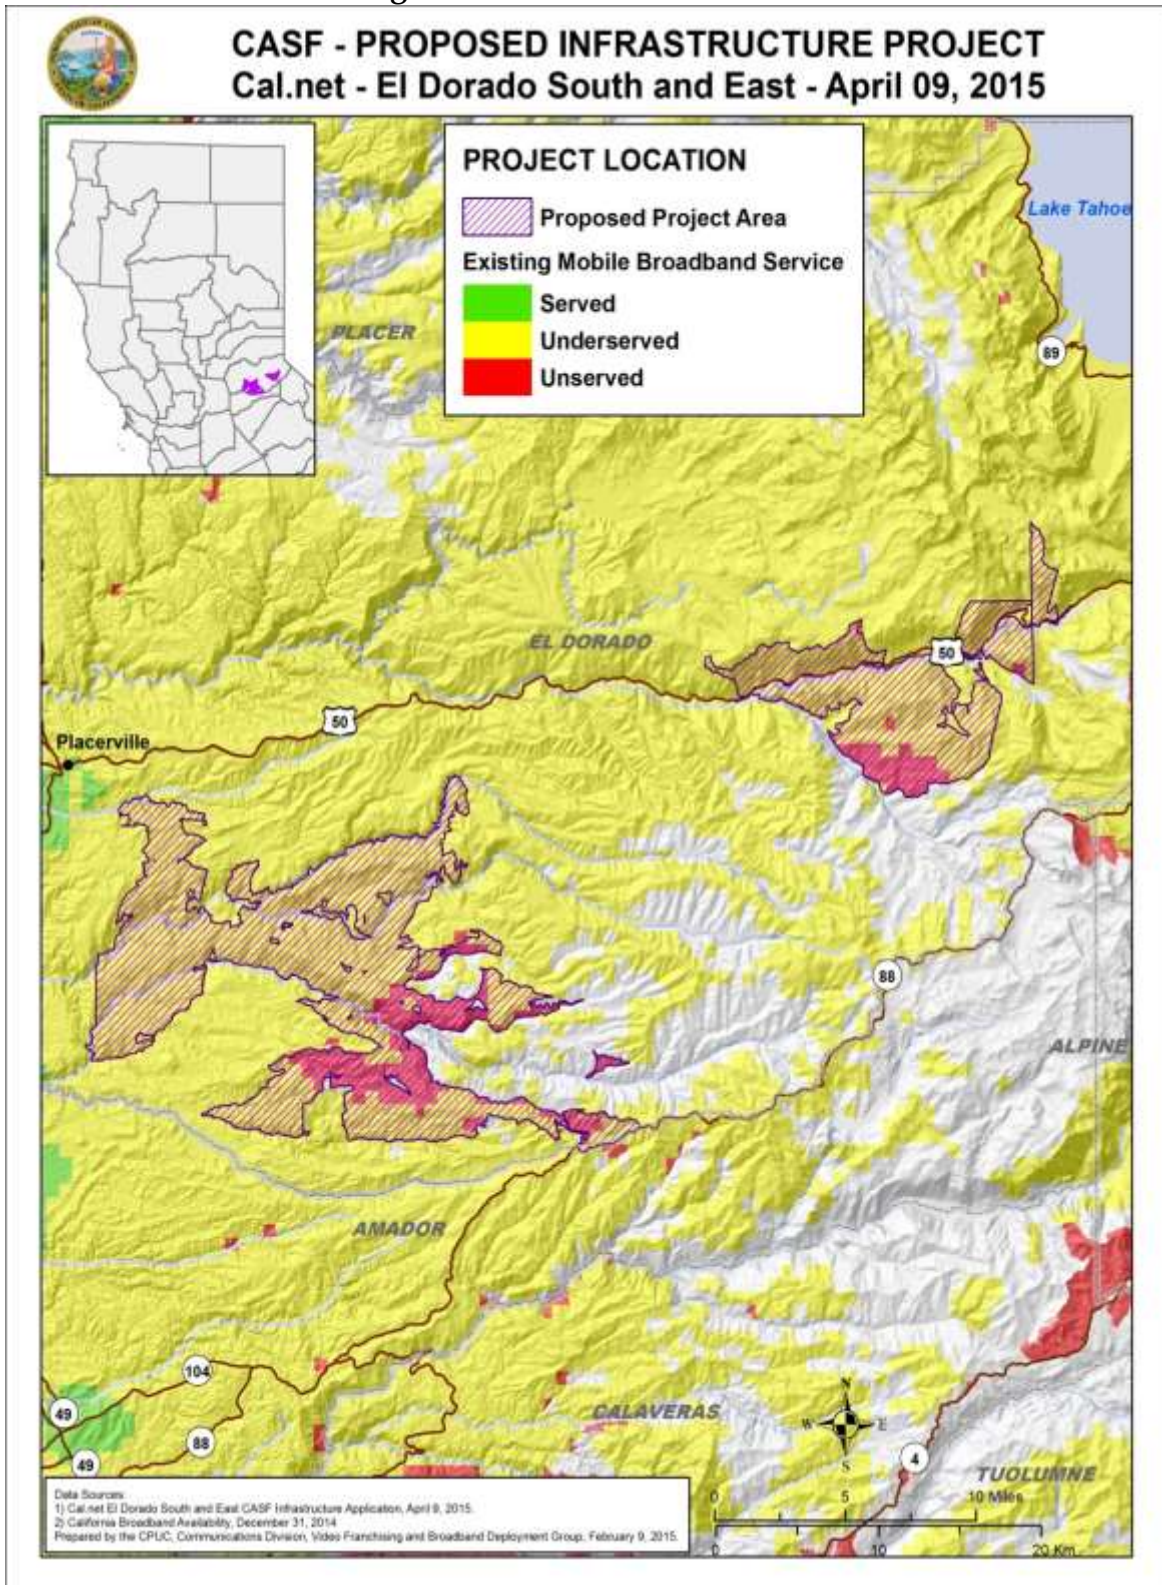 CASF - PROPOSED INFRASTRUCTURE PROJECT
Cal.net - El Dorado South and East - April 09, 2015
PROJECT LOCATION
Proposed Project Area
Existing Mobile Broadband Service
Served
Underserved
Unserved
Lake Tahoe
PLACER
89
EL DORADO
50
50
Placerville
88
ALPINE
AMADOR
104
49
88
49
CALAVERAS
N
W E
S
4
TUOLUMNE
0 5 10 Miles
0 10 20 Km
Data Sources:
1) Cal.net El Dorado South and East CASF Infrastructure Application, April 9, 2015.
2) California Broadband Availability, December 31, 2014
Prepared by the CPUC, Communications Division, Video Franchising and Broadband Deployment Group, February 9, 2015.